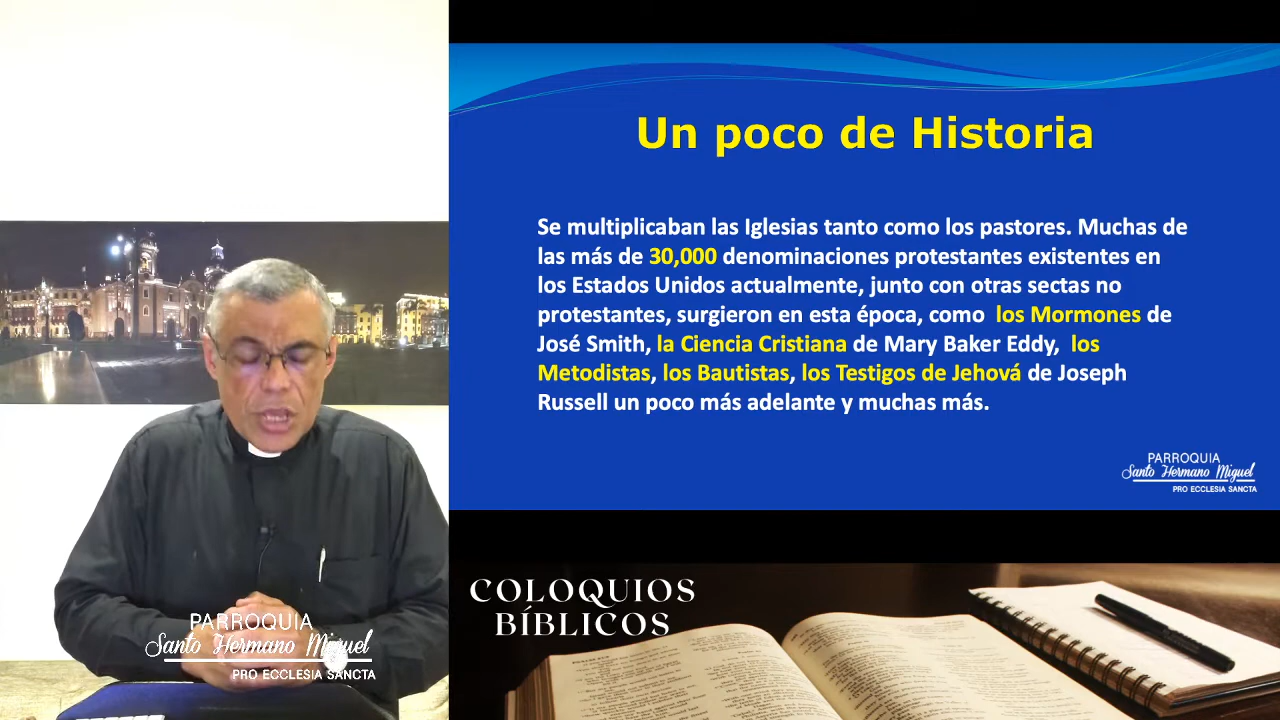 Un poco de Historia
Se multiplicaban las Iglesias tanto como los pastores. Muchas de
las más de 30,000 denominaciones protestantes existentes en
los Estados Unidos actualmente, junto con otras sectas no
protestantes, surgieron en esta época, como los Mormones de
José Smith, la Ciencia Cristiana de Mary Baker Eddy, los
Metodistas, los Bautistas, los Testigos de Jehová de Joseph
Russell un poco más adelante y muchas más.
PARROQUIA
Santo Hermano Miguel
PRO ECCLESIA SANCTA
COLOQUIOS
BÍBLICOS
PARROQUIA
Santo Hermano Miguel
PRO ECCLESIA SANCTA